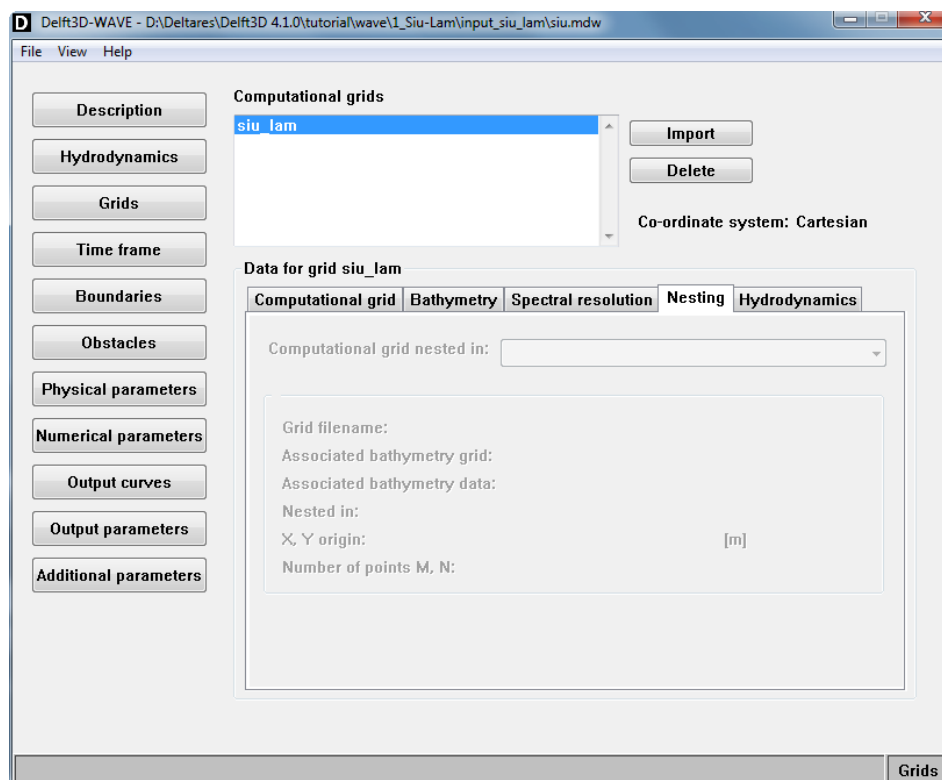 D Delft3D-WAVE - D:\Deltares\Delft3D 4.1.0\tutorial\wave\1_Siu-Lam\input_siu_lam\siu.mdw
File View Help
Description
Hydrodynamics
Grids
Time frame
Boundaries
Obstacles
Physical parameters
Numerical parameters
Output curves
Output parameters
Additional parameters
Computational grids
siu_lam
Import
Delete
Co-ordinate system: Cartesian
Data for grid siu_lam
Computational grid Bathymetry Spectral resolution Nesting Hydrodynamics
Computational grid nested in:
Grid filename:
Associated bathymetry grid:
Associated bathymetry data:
Nested in:
X, Y origin: [m]
Number of points M, N:
Grids